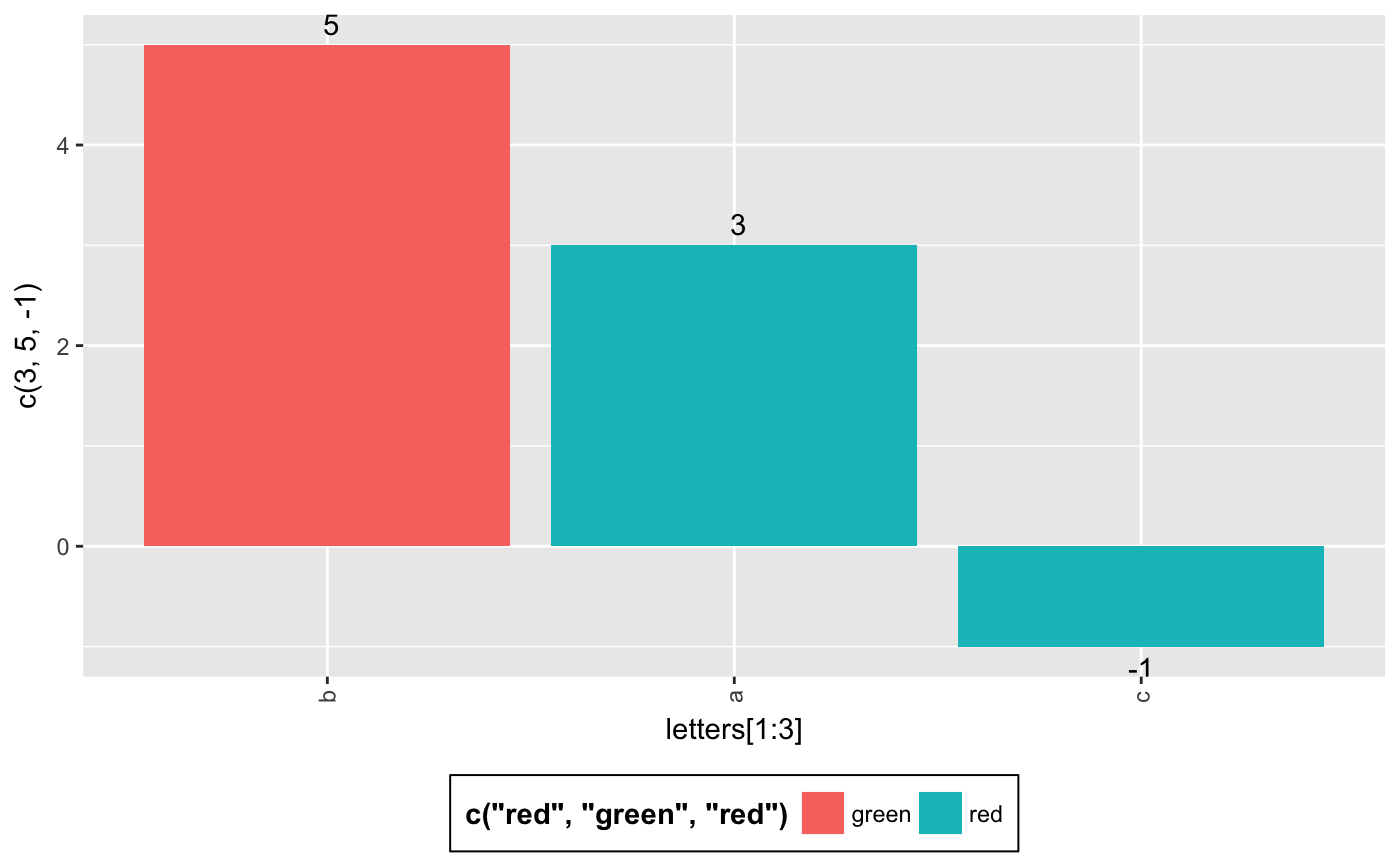 5
3
-1
4
2
0
c(3, 5, -1)
b
a
c
letters[1:3]
c("red", "green", "red") green red